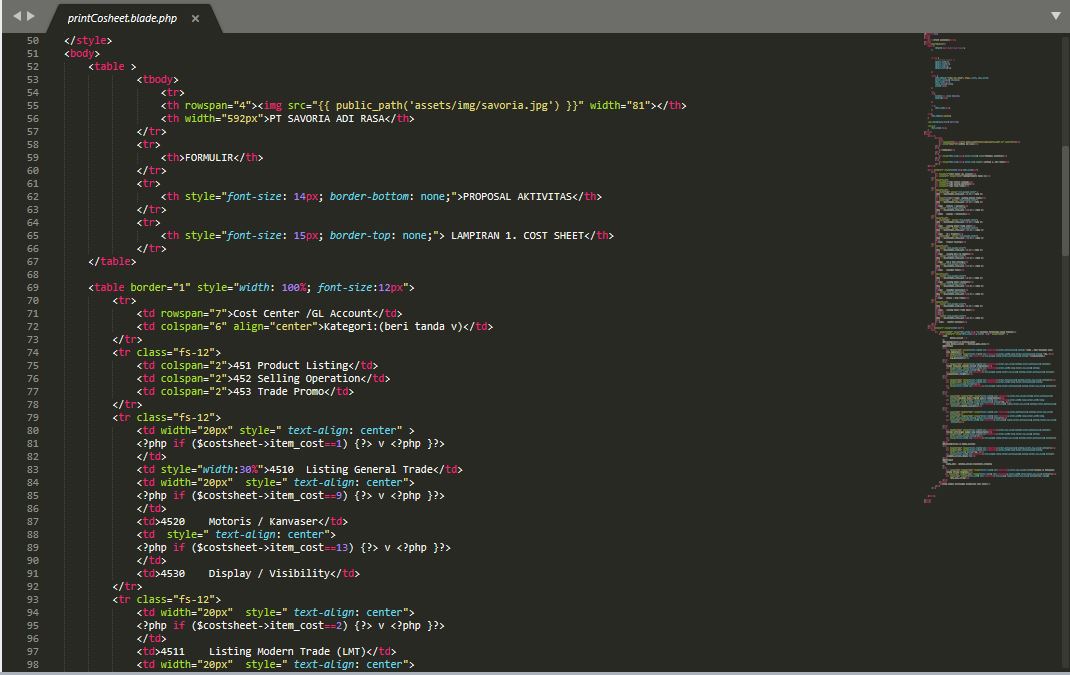 printCosheet.blade.php ×
50 </style>
51 <body>
52 <table >
53 <tbody>
54 <tr>
55 <th rowspan="4"><img src="{{ public_path('assets/img/savoria.jpg') }}" width="81"></th>
56 <th width="592px">PT SAVORIA ADI RASA</th>
57 </tr>
58 <tr>
59 <th>FORMULIR</th>
60 </tr>
61 <tr>
62 <th style="font-size: 14px; border-bottom: none;">PROPOSAL AKTIVITAS</th>
63 </tr>
64 <tr>
65 <th style="font-size: 15px; border-top: none;"> LAMPIRAN 1. COST SHEET</th>
66 </tr>
67 </table>
68
69 <table border="1" style="width: 100%; font-size:12px">
70 <tr>
71 <td rowspan="7">Cost Center /GL Account</td>
72 <td colspan="6" align="center">Kategori:(beri tanda v)</td>
73 </tr>
74 <tr class="fs-12">
75 <td colspan="2">451 Product Listing</td>
76 <td colspan="2">452 Selling Operation</td>
77 <td colspan="2">453 Trade Promo</td>
78 </tr>
79 <tr class="fs-12">
80 <td width="20px" style=" text-align: center" >
81 <?php if ($costsheet->item_cost==1) {?> v <?php }?>
82 </td>
83 <td style="width:30%">4510  Listing General Trade</td>
84 <td width="20px"  style=" text-align: center">
85 <?php if ($costsheet->item_cost==9) {?> v <?php }?>
86 </td>
87 <td>4520    Motoris / Kanvaser</td>
88 <td  style=" text-align: center">
89 <?php if ($costsheet->item_cost==13) {?> v <?php }?>
90 </td>
91 <td>4530    Display / Visibility</td>
92 </tr>
93 <tr class="fs-12">
94 <td width="20px"  style=" text-align: center">
95 <?php if ($costsheet->item_cost==2) {?> v <?php }?>
96 </td>
97 <td>4511    Listing Modern Trade (LMT)</td>
98 <td width="20px"  style=" text-align: center">